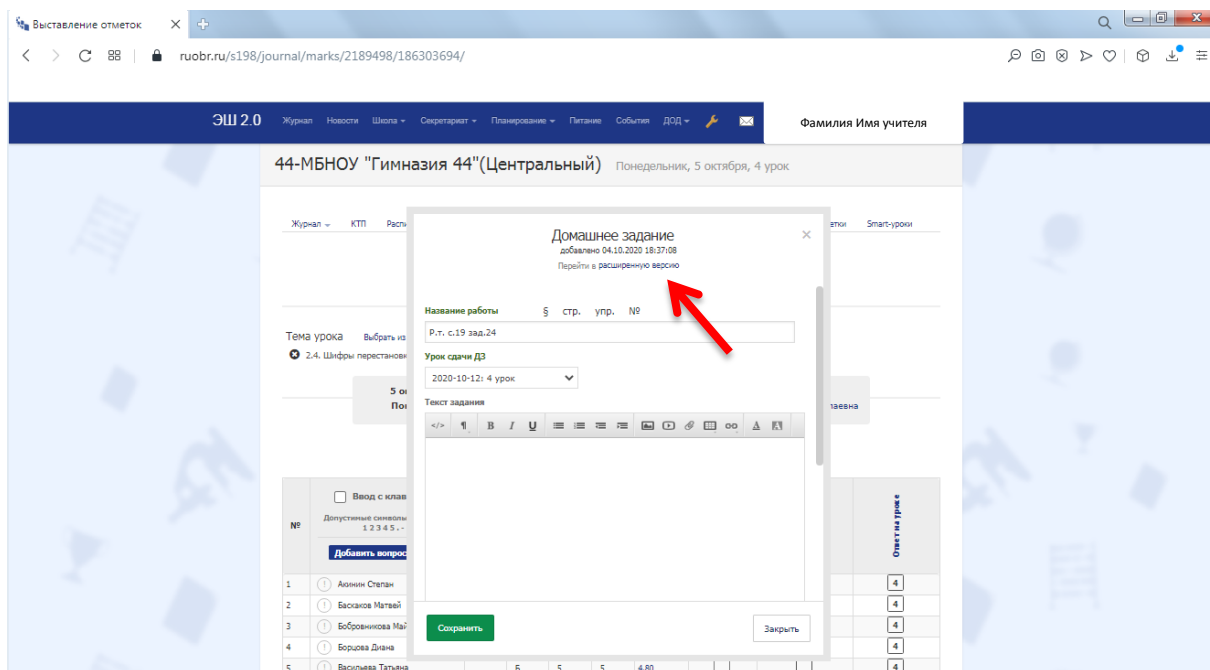 Выставление отметок
ruobr.ru/s198/journal/marks/2189498/186303694/
ЭШ 2.0 Журнал Новости Школа Секретариат Планирование Питание События ДОД Фамилия Имя учителя
44-МБНОУ "Гимназия 44"(Центральный) Понедельник, 5 октября, 4 урок
Журнал КТП Smart-уроки
Домашнее задание
добавлено 04.10.2020 18:37:08
Перейти в расширенную версию
Название работы § стр. упр. №
Р.т. с.19 зад.24
Тема урока Выбрать из
2.4. Шифры перестановк
Урок сдачи ДЗ
2020-10-12: 4 урок
5 о
По
лаевна
Текст задания
B I U
Ввод с клав
№
Допустимые символы
1 2 3 4 5 . -
Добавить вопрос
Ответ на уроке
1 Акинин Степан 4
2 Баскаков Матвей 4
3 Бобровникова Май 4
4 Борцова Диана 4
5 Васильева Татьяна 5 5 5 4.80 4
Сохранить
Закрыть